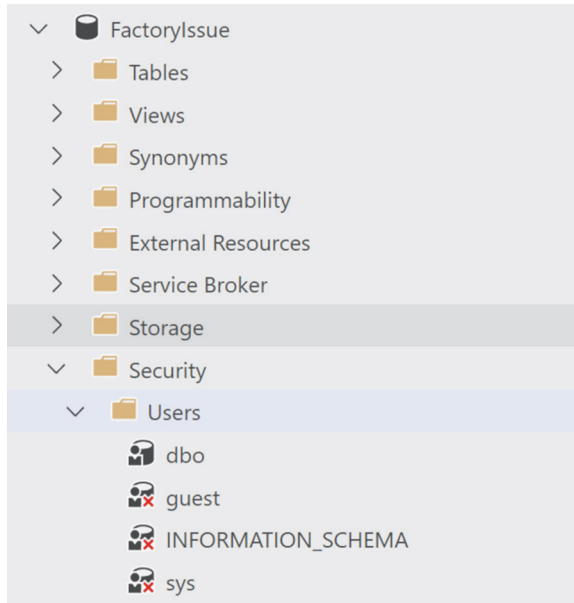 FactoryIssue
Tables
Views
Synonyms
Programmability
External Resources
Service Broker
Storage
Security
Users
dbo
guest
INFORMATION_SCHEMA
sys